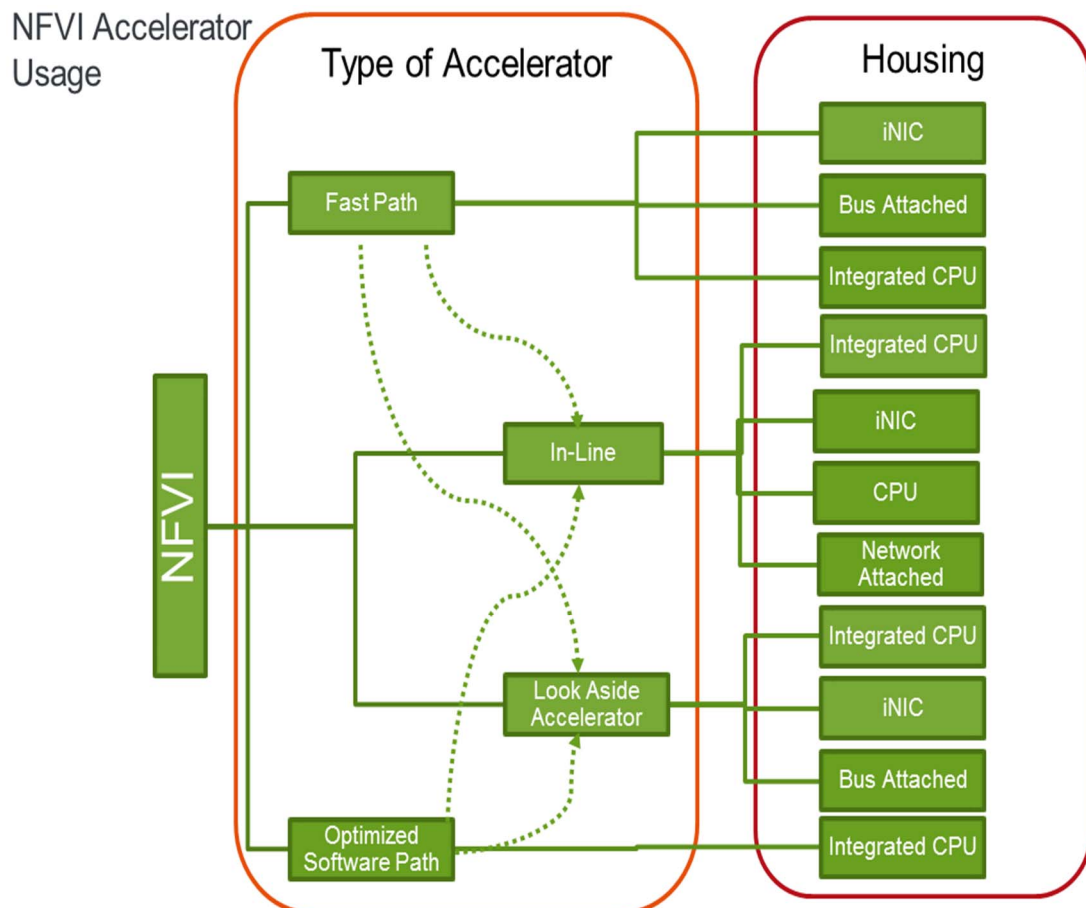 NFVI Accelerator
Usage
Type of Accelerator
Housing
NFVI
Fast Path
In-Line
Look Aside
Accelerator
Optimized
Software Path
iNIC
Bus Attached
Integrated CPU
Integrated CPU
iNIC
CPU
Network
Attached
Integrated CPU
iNIC
Bus Attached
Integrated CPU